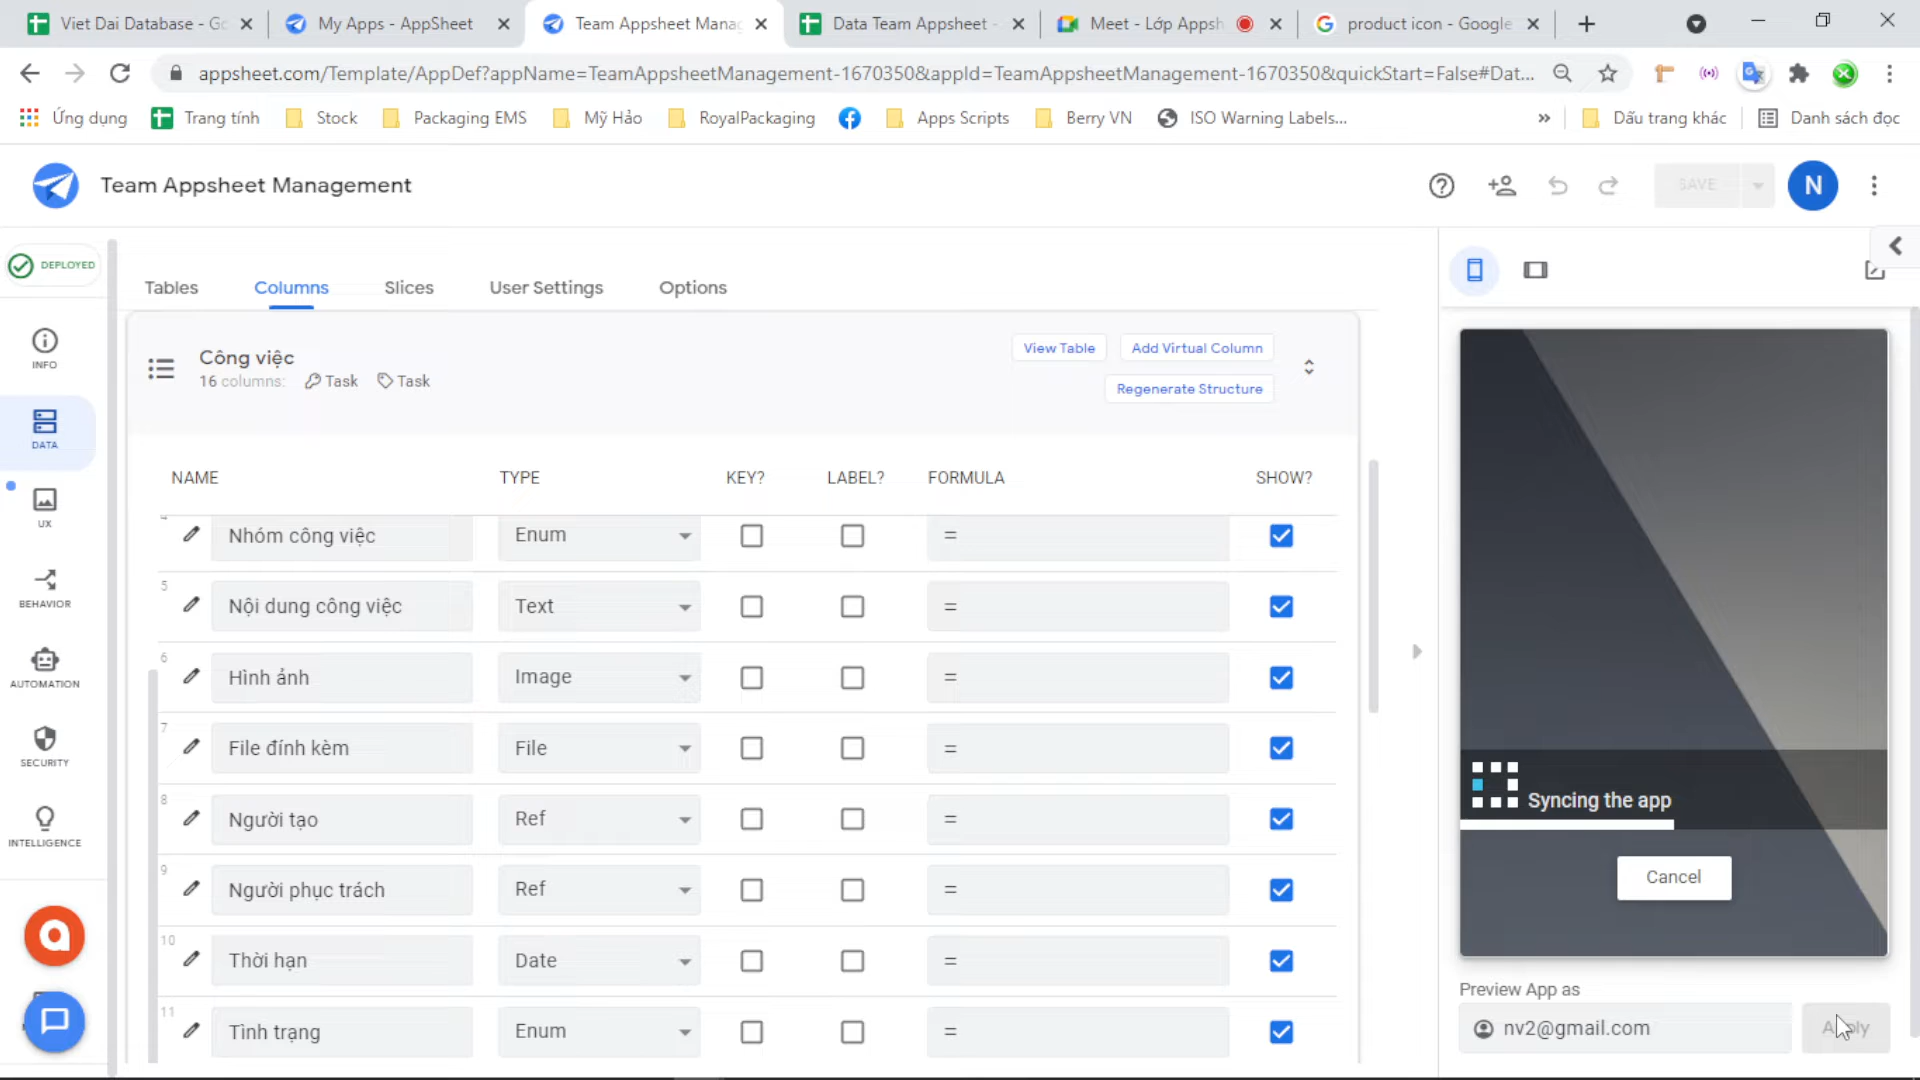 Viet Dai Database - Go
My Apps - AppSheet
Team Appsheet Manag
Data Team Appsheet -
Meet - Lớp Appsh
product icon - Google
appsheet.com/Template/AppDef?appName=TeamAppsheetManagement-1670350&appId=TeamAppsheetManagement-1670350&quickStart=False#Dat...
Ứng dụng
Trang tính
Stock
Packaging EMS
Mỹ Hảo
RoyalPackaging
Apps Scripts
Berry VN
ISO Warning Labels...
»
Dấu trang khác
Danh sách đọc
Team Appsheet Management
SAVE
N
DEPLOYED
INFO
DATA
UX
BEHAVIOR
AUTOMATION
SECURITY
INTELLIGENCE
Tables
Columns
Slices
User Settings
Options
Công việc
16 columns: Task Task
View Table
Add Virtual Column
Regenerate Structure
NAME TYPE KEY? LABEL? FORMULA SHOW?
Nhóm công việc Enum =
5 Nội dung công việc Text =
6 Hình ảnh Image =
7 File đính kèm File =
8 Người tạo Ref =
9 Người phục trách Ref =
10 Thời hạn Date =
11 Tình trạng Enum =
Syncing the app
Cancel
Preview App as
nv2@gmail.com
Apply